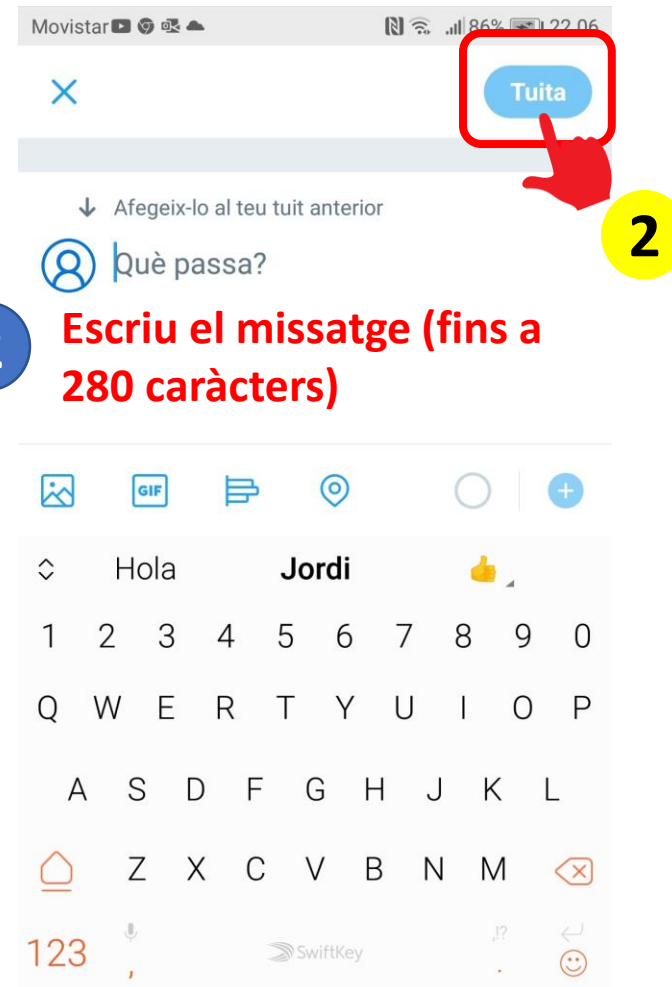 Movistar 86% 22.06
Tuita
Afegeix-lo al teu tuit anterior
Què passa?
2
Escriu el missatge (fins a
280 caràcters)
GIF
Hola Jordi
1 2 3 4 5 6 7 8 9 0
Q W E R T Y U I O P
A S D F G H J K L
Z X C V B N M
123 , SwiftKey ,!? .